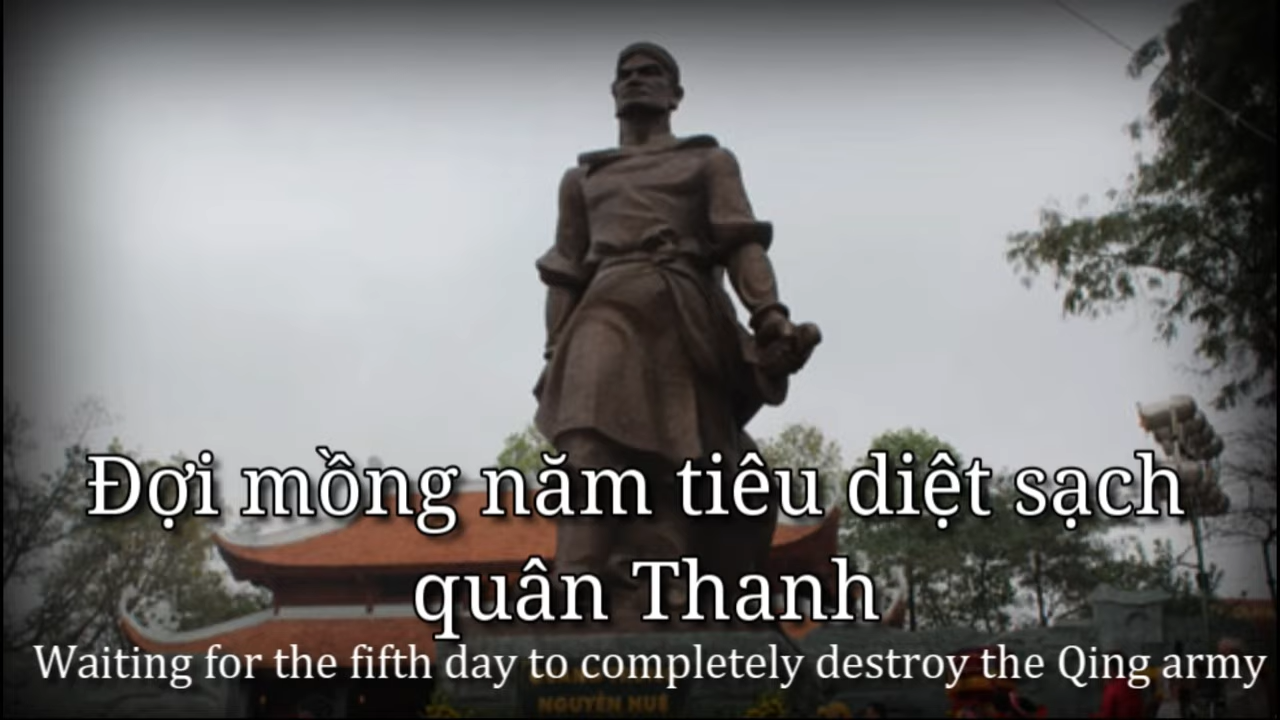 Đợi mồng năm tiêu diệt sạch
quân Thanh
Waiting for the fifth day to completely destroy the Qing army
NGUYỄN HUỆ